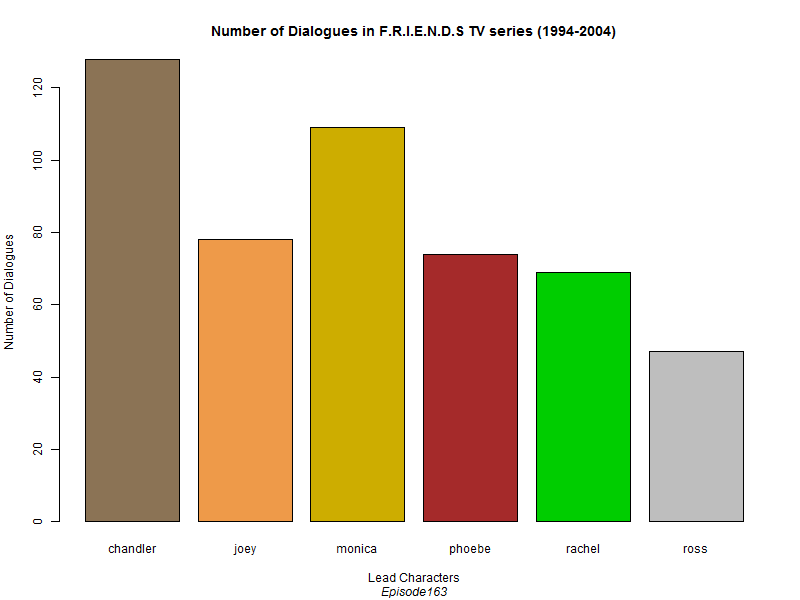 Number of Dialogues in F.R.I.E.N.D.S TV series (1994-2004)
Number of Dialogues
120
100
80
60
40
20
0
chandler joey monica phoebe rachel ross
Lead Characters
Episode163